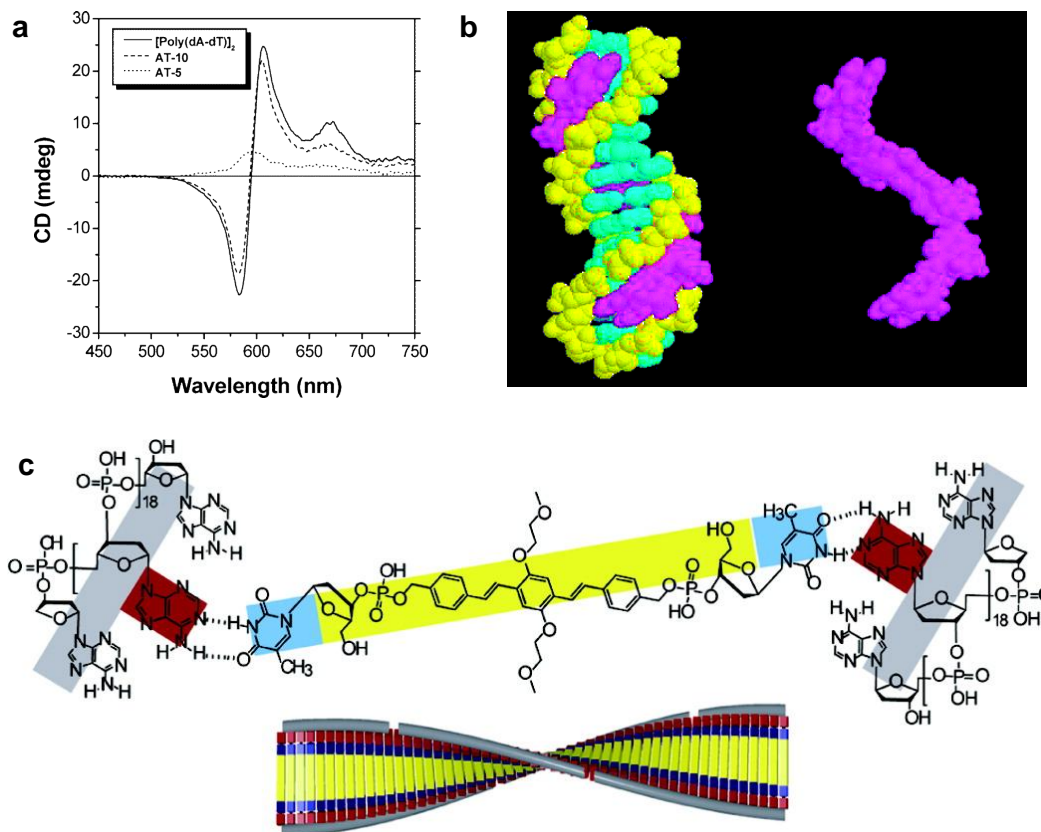 a
30
20
10
0
-10
-20
-30
CD (mdeg)
[Poly(dA-dT)]₂
AT-10
AT-5
450 500 550 600 650 700 750
Wavelength (nm)
b
c
OH
O=P-O
O
18
OH
O
O
N
N
N
N
N
H H
OH
O=P-O
O
O
O
N
N
N
N
N
H H
N
N
N
N
N
H H
O
H-N
N
O
CH₃
O
OH
O
OH
P
O
O
O
O
O
O
O
P
OH
O
O
HO
O
H₃C
N
O
N-H
O
H
N-H
N
N
N
N
H
H-N
N
N
N
N
O
O
O-P=O
OH
18
O
O
O
O-P=O
OH
H
H-N
N
N
N
N
O
OH